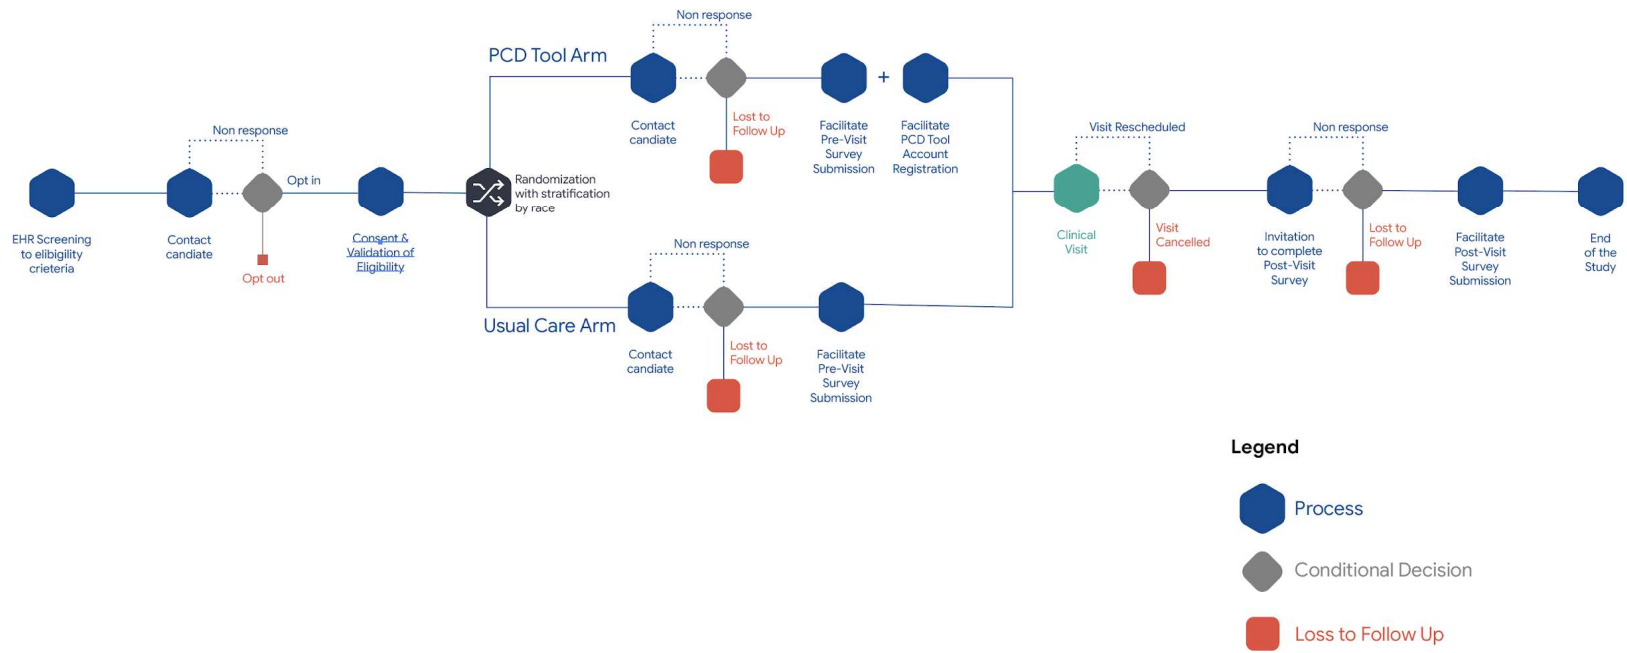 Non response
PCD Tool Arm
+
Contact
candiate
Lost to
Follow Up
Facilitate
Pre-Visit
Survey
Submission
Facilitate
PCD Tool
Account
Registration
Non response
Opt in
EHR Screening
to elibigility
crieteria
Contact
candiate
Opt out
Consent &
Validation of
Eligibility
Randomization
with stratification
by race
Non response
Usual Care Arm
Contact
candiate
Lost to
Follow Up
Facilitate
Pre-Visit
Survey
Submission
Visit Rescheduled
Clinical
Visit
Visit
Cancelled
Non response
Invitation
to complete
Post-Visit
Survey
Lost to
Follow Up
Facilitate
Post-Visit
Survey
Submission
End
of the
Study
Legend
Process
Conditional Decision
Loss to Follow Up